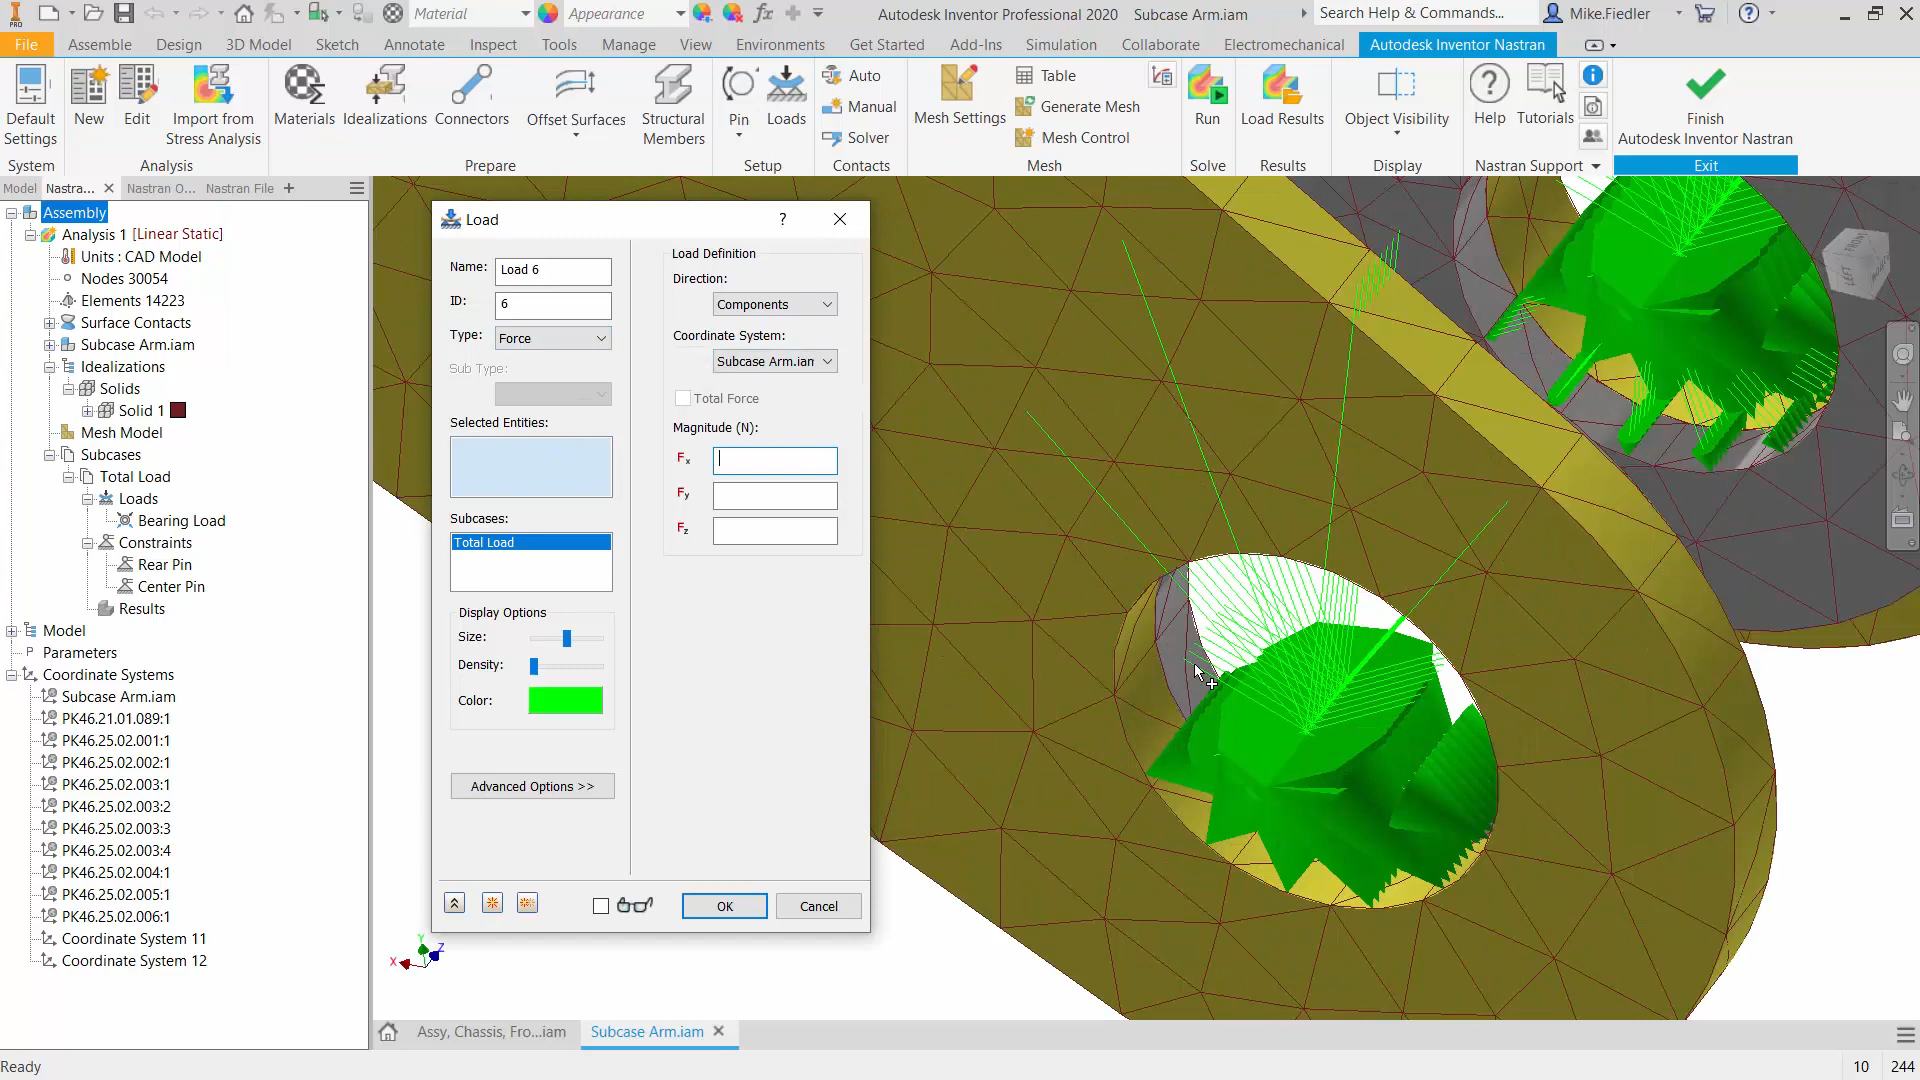 PRO
PRO
Material
Appearance
fx
Autodesk Inventor Professional 2020 Subcase Arm.iam
Search Help & Commands...
Mike.Fiedler
File
Assemble
Design
3D Model
Sketch
Annotate
Inspect
Tools
Manage
View
Environments
Get Started
Add-Ins
Simulation
Collaborate
Electromechanical
Autodesk Inventor Nastran
Default
Settings
New
Edit
Import from
Stress Analysis
Materials
Idealizations
Connectors
Offset Surfaces
Structural
Members
Pin
Loads
Auto
Manual
Solver
Mesh Settings
Table
Generate Mesh
Mesh Control
Run
Load Results
Object Visibility
Help
Tutorials
Finish
Autodesk Inventor Nastran
System
Analysis
Prepare
Setup
Contacts
Mesh
Solve
Results
Display
Nastran Support
Exit
Model
Nastra...
Nastran O...
Nastran File
Assembly
Analysis 1 [Linear Static]
Units : CAD Model
Nodes 30054
Elements 14223
Surface Contacts
Subcase Arm.iam
Idealizations
Solids
Solid 1
Mesh Model
Subcases
Total Load
Loads
Bearing Load
Constraints
Rear Pin
Center Pin
Results
Model
Parameters
Coordinate Systems
Subcase Arm.iam
PK46.21.01.089:1
PK46.25.02.001:1
PK46.25.02.002:1
PK46.25.02.003:1
PK46.25.02.003:2
PK46.25.02.003:3
PK46.25.02.003:4
PK46.25.02.004:1
PK46.25.02.005:1
PK46.25.02.006:1
Coordinate System 11
Coordinate System 12
Load
?
Name:
Load 6
ID:
6
Type:
Force
Sub Type:
Selected Entities:
Subcases:
Total Load
Display Options
Size:
Density:
Color:
Advanced Options >>
Load Definition
Direction:
Components
Coordinate System:
Subcase Arm.iar
Total Force
Magnitude (N):
Fx
Fy
Fz
OK
Cancel
FRONT
X
Y
Z
Assy, Chassis, Fro...iam
Subcase Arm.iam
Ready
10
244